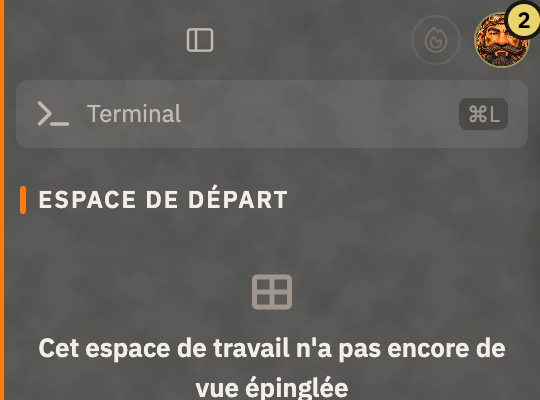 2
Terminal
⌘L
ESPACE DE DÉPART
Cet espace de travail n'a pas encore de
vue épinglée